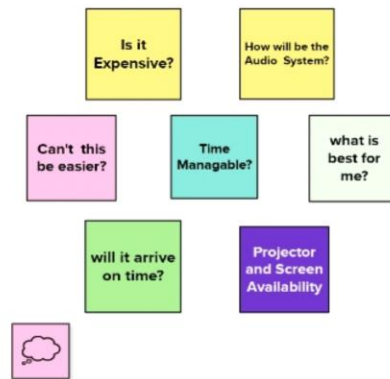 Is it
Expensive?
How will be the
Audio System?
Can't this
be easier?
Time
Managable?
what is
best for
me?
will it arrive
on time?
Projector
and Screen
Availability